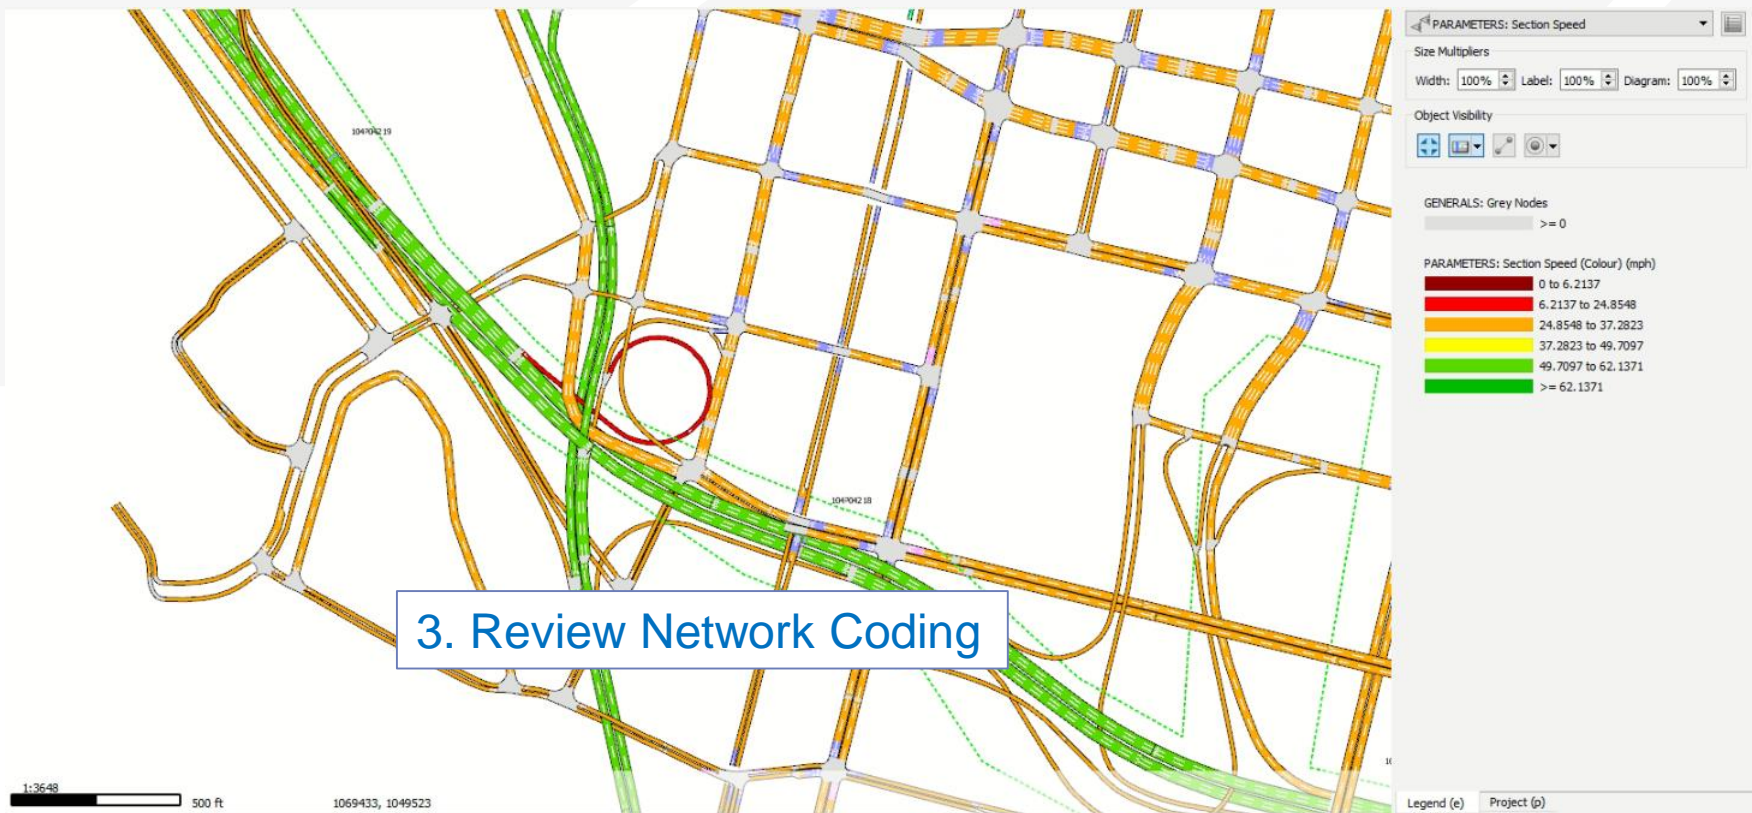 PARAMETERS: Section Speed
Size Multipliers
Width: 100% Label: 100% Diagram: 100%
Object Visibility
GENERALS: Grey Nodes
>= 0
PARAMETERS: Section Speed (Colour) (mph)
0 to 6.2137
6.2137 to 24.8548
24.8548 to 37.2823
37.2823 to 49.7097
49.7097 to 62.1371
>= 62.1371
3. Review Network Coding
1:3648
500 ft
1069433, 1049523
Legend (e) Project (p)